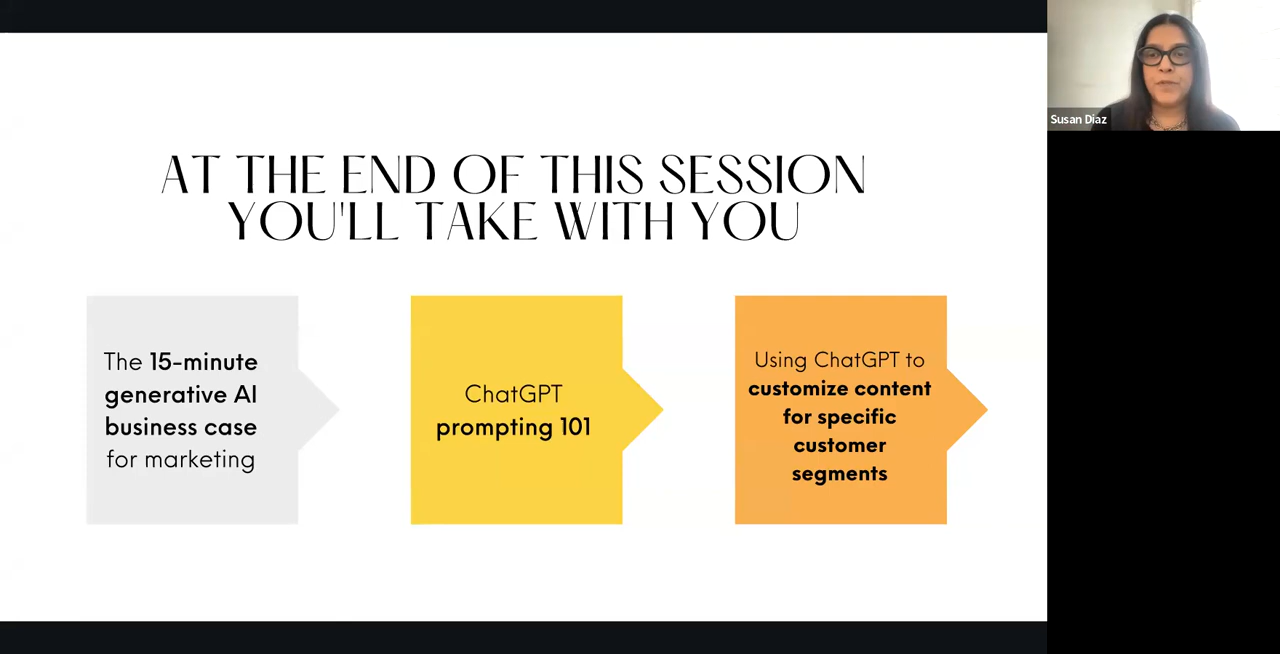 AT THE END OF THIS SESSION
YOU'LL TAKE WITH YOU
The 15-minute
generative AI
business case
for marketing
ChatGPT
prompting 101
Using ChatGPT to
customize content
for specific
customer
segments
Susan Diaz